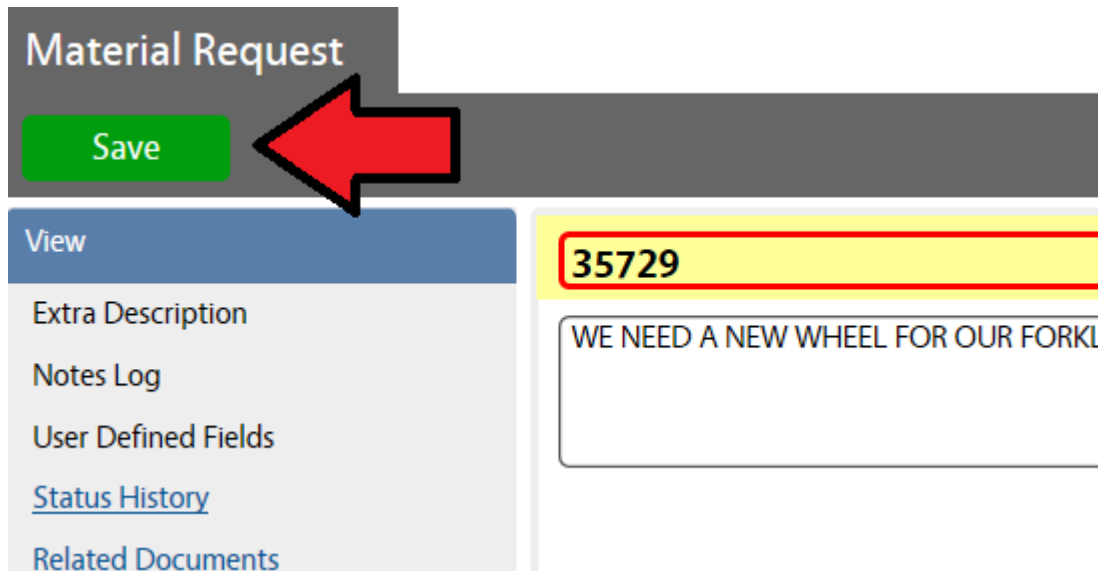 Material Request
Save
View
Extra Description
Notes Log
User Defined Fields
Status History
Related Documents
35729
WE NEED A NEW WHEEL FOR OUR